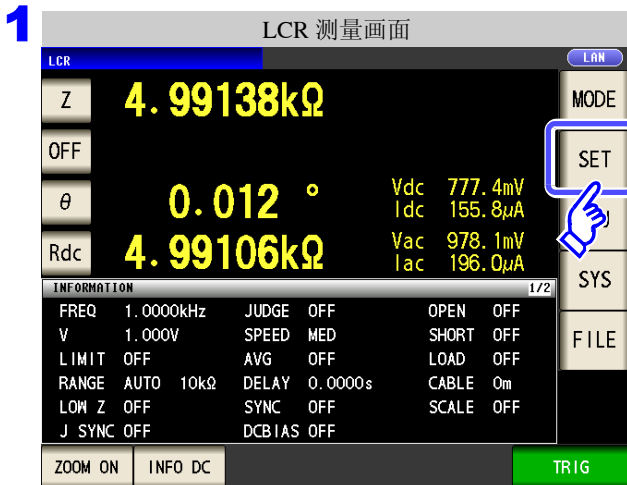 1
LCR 测量画面
LCR
LAN
Z 4.99138kΩ
MODE
OFF
SET
θ 0.012 ° Vdc 777.4mV
Idc 155.8μA
Rdc 4.99106kΩ Vac 978.1mV
Iac 196.0μA
SYS
INFORMATION 1/2
FREQ 1.0000kHz JUDGE OFF OPEN OFF
V 1.000V SPEED MED SHORT OFF
FILE
LIMIT OFF AVG OFF LOAD OFF
RANGE AUTO 10kΩ DELAY 0.0000s CABLE 0m
LOW Z OFF SYNC OFF SCALE OFF
J SYNC OFF DCBIAS OFF
ZOOM ON INFO DC TRIG